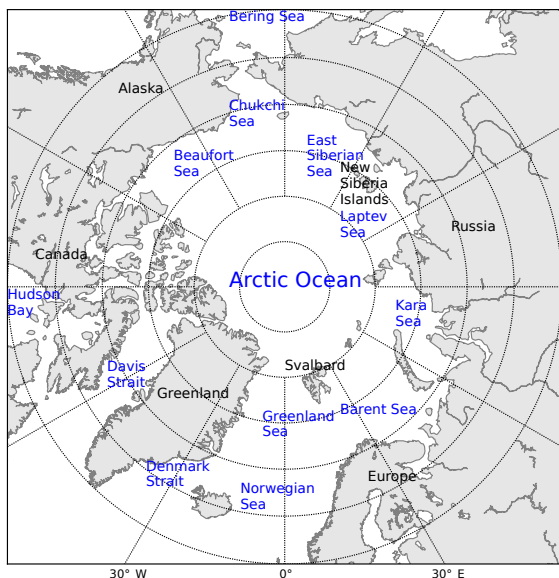 Bering Sea
Alaska
Chukchi
Sea
Beaufort
Sea
East
Siberian
Sea
New
Siberia
Islands
Laptev
Sea
Russia
Canada
Arctic Ocean
Hudson
Bay
Kara
Sea
Svalbard
Davis
Strait
Greenland
Barent Sea
Greenland
Sea
Denmark
Strait
Europe
Norwegian
Sea
30° W
0°
30° E